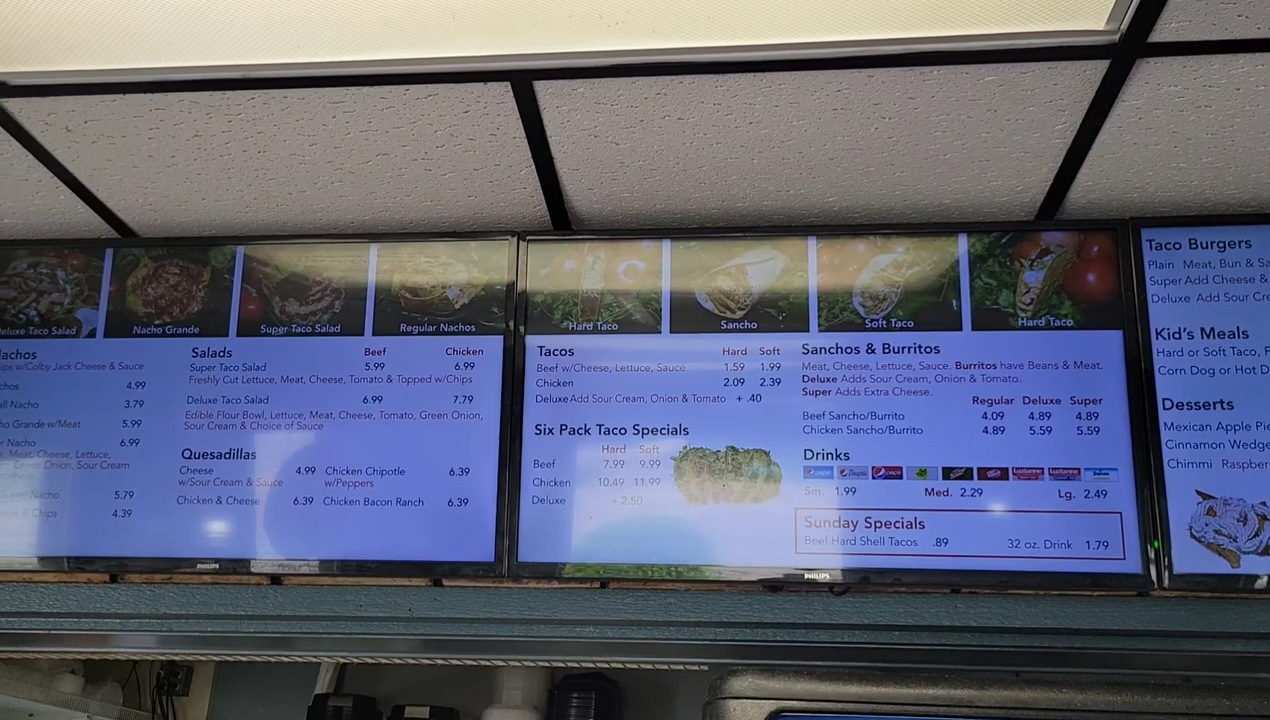 Deluxe Taco Salad
Nacho Grande
Super Taco Salad
Regular Nachos
Nachos
w/Colby Jack Cheese & Sauce
4.99
3.79
Grande w/Meat 5.99
Nacho 6.99
Meat, Cheese, Lettuce,
Green Onion, Sour Cream
Super Nacho 5.79
& Chips 4.39
Salads Beef Chicken
Super Taco Salad 5.99 6.99
Freshly Cut Lettuce, Meat, Cheese, Tomato & Topped w/Chips
Deluxe Taco Salad 6.99 7.79
Edible Flour Bowl, Lettuce, Meat, Cheese, Tomato, Green Onion,
Sour Cream & Choice of Sauce
Quesadillas
Cheese 4.99 Chicken Chipotle 6.39
w/Sour Cream & Sauce w/Peppers
Chicken & Cheese 6.39 Chicken Bacon Ranch 6.39
PHILIPS
Hard Taco
Sancho
Soft Taco
Hard Taco
Tacos Hard Soft
Beef w/Cheese, Lettuce, Sauce 1.59 1.99
Chicken 2.09 2.39
Deluxe Add Sour Cream, Onion & Tomato + .40
Six Pack Taco Specials
Hard Soft
Beef 7.99 9.99
Chicken 10.49 11.99
Deluxe + 2.50
Sanchos & Burritos
Meat, Cheese, Lettuce, Sauce. Burritos have Beans & Meat.
Deluxe Adds Sour Cream, Onion & Tomato.
Super Adds Extra Cheese.
Regular Deluxe Super
Beef Sancho/Burrito 4.09 4.89 4.89
Chicken Sancho/Burrito 4.89 5.59 5.59
Drinks
pepsi
Sm. 1.99 Med. 2.29 Lg. 2.49
Sunday Specials
Beef Hard Shell Tacos .89 32 oz. Drink 1.79
PHILIPS
Taco Burgers
Plain Meat, Bun & Sa
Super Add Cheese &
Deluxe Add Sour Cre
Kid's Meals
Hard or Soft Taco, F
Corn Dog or Hot D
Desserts
Mexican Apple Pie
Cinnamon Wedge
Chimmi Raspberr